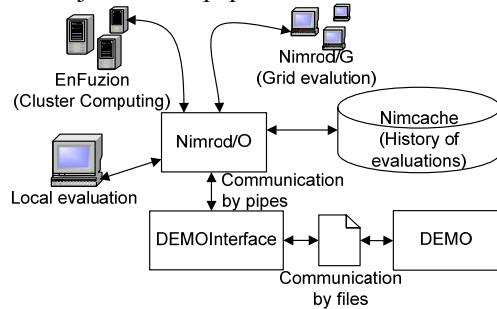 EnFuzion
(Cluster Computing)
Nimrod/G
(Grid evalution)
Nimrod/O
Nimcache
(History of
evaluations)
Local evaluation
Communication
by pipes
DEMOInterface
DEMO
Communication
by files